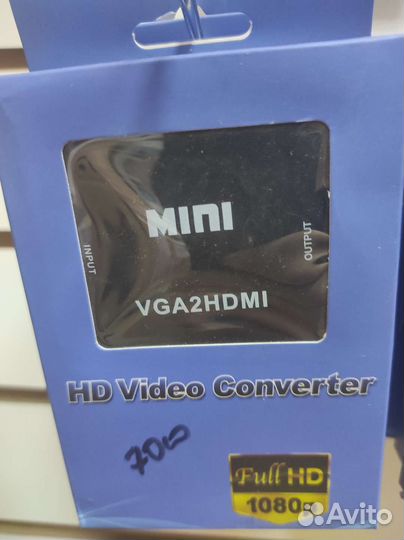 MINI
INPUT
OUTPUT
VGA2HDMI
HD Video Converter
700
Full HD
1080p
Avito